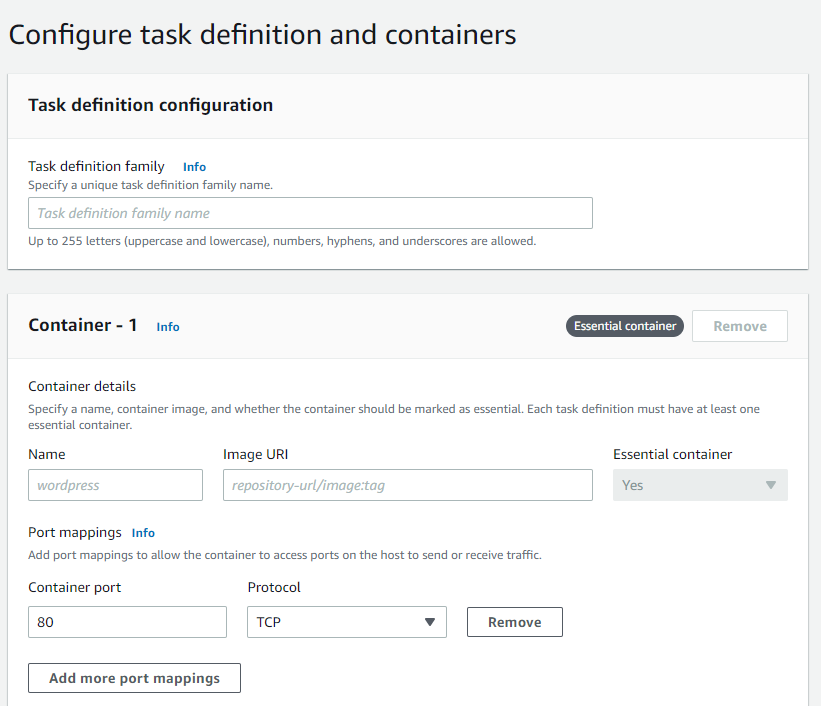 Configure task definition and containers
Task definition configuration
Task definition family Info
Specify a unique task definition family name.
Task definition family name
Up to 255 letters (uppercase and lowercase), numbers, hyphens, and underscores are allowed.
Container - 1 Info Essential container Remove
Container details
Specify a name, container image, and whether the container should be marked as essential. Each task definition must have at least one
essential container.
Name Image URI Essential container
wordpress repository-url/image:tag Yes
Port mappings Info
Add port mappings to allow the container to access ports on the host to send or receive traffic.
Container port Protocol
80 TCP Remove
Add more port mappings